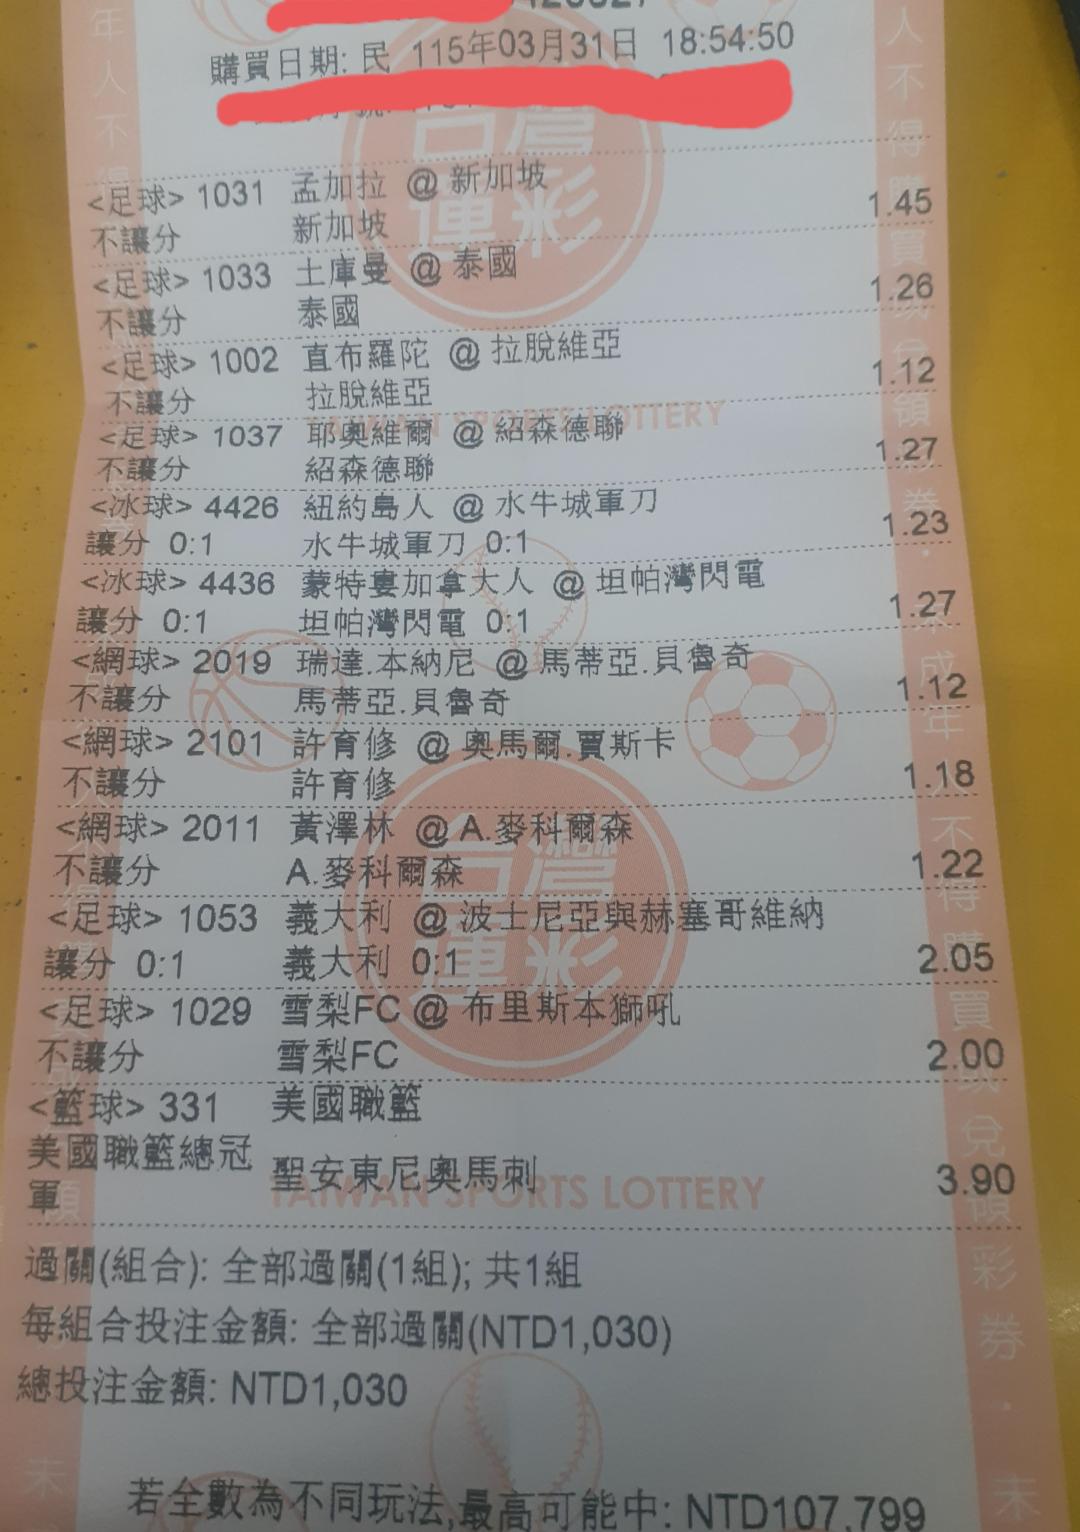 購買日期: 民 115年03月31日 18:54:50
<足球> 1031 孟加拉 @ 新加坡
不讓分 新加坡 1.45
<足球> 1033 土庫曼 @ 泰國
不讓分 泰國 1.26
<足球> 1002 直布羅陀 @ 拉脫維亞
不讓分 拉脫維亞 1.12
TAIWAN SPORTS LOTTERY
<足球> 1037 耶奧維爾 @ 紹森德聯
不讓分 紹森德聯 1.27
<冰球> 4426 紐約島人 @ 水牛城軍刀
讓分 0:1 水牛城軍刀 0:1 1.23
<冰球> 4436 蒙特婁加拿大人 @ 坦帕灣閃電
讓分 0:1 坦帕灣閃電 0:1 1.27
<網球> 2019 瑞達.本納尼 @ 馬蒂亞.貝魯奇
不讓分 馬蒂亞.貝魯奇 1.12
<網球> 2101 許育修 @ 奧馬爾.賈斯卡
不讓分 許育修 1.18
<網球> 2011 黃澤林 @ A.麥科爾森
不讓分 A.麥科爾森 1.22
台灣
運彩
<足球> 1053 義大利 @ 波士尼亞與赫塞哥維納
讓分 0:1 義大利 0:1 2.05
<足球> 1029 雪梨FC @ 布里斯本獅吼
不讓分 雪梨FC 2.00
<籃球> 331 美國職籃
美國職籃總冠軍 聖安東尼奧馬刺 3.90
TAIWAN SPORTS LOTTERY
過關(組合): 全部過關(1組); 共1組
每組合投注金額: 全部過關(NTD1,030)
總投注金額: NTD1,030
若全數為不同玩法,最高可能中: NTD107,799